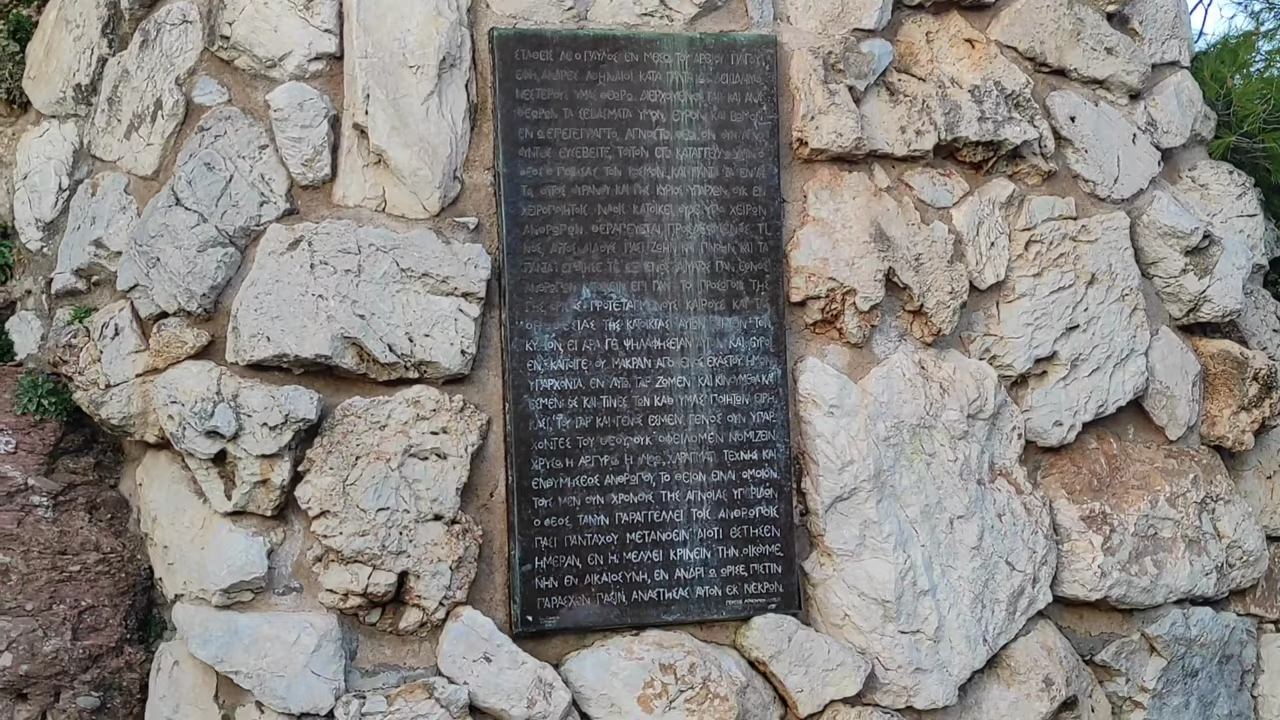 ΣΤΑΘΕΙΣ ΔΕ Ο ΠΑΥΛΟΣ ΕΝ ΜΕΣΩ ΤΟΥ ΑΡΕΙΟΥ ΠΑΓΟΥ
ΕΦΗ, ΑΝΔΡΕΣ ΑΘΗΝΑΙΟΙ ΚΑΤΑ ΠΑΝΤΑ ΩΣ ΔΕΙΣΙΔΑΙΜΟ
ΝΕΣΤΕΡΟΥΣ ΥΜΑΣ ΘΕΩΡΩ. ΔΙΕΡΧΟΜΕΝΟΣ ΓΑΡ ΚΑΙ ΑΝΑ
ΘΕΩΡΩΝ ΤΑ ΣΕΒΑΣΜΑΤΑ ΥΜΩΝ ΕΥΡΟΝ ΚΑΙ ΒΩΜΟΝ
ΕΝ Ω ΕΠΕΓΕΓΡΑΠΤΟ, ΑΓΝΩΣΤΩ ΘΕΩ. ΟΝ ΟΥΝ ΑΓΝΟ
ΟΥΝΤΕΣ ΕΥΣΕΒΕΙΤΕ, ΤΟΥΤΟΝ ΕΓΩ ΚΑΤΑΓΓΕΛΛΩ ΥΜΙΝ. Ο
ΘΕΟΣ Ο ΠΟΙΗΣΑΣ ΤΟΝ ΚΟΣΜΟΝ ΚΑΙ ΠΑΝΤΑ ΤΑ ΕΝ ΑΥ
ΤΩ, ΟΥΤΟΣ ΟΥΡΑΝΟΥ ΚΑΙ ΓΗΣ ΚΥΡΙΟΣ ΥΠΑΡΧΩΝ, ΟΥΚ ΕΝ
ΧΕΙΡΟΠΟΙΗΤΟΙΣ ΝΑΟΙΣ ΚΑΤΟΙΚΕΙ ΟΥΔΕ ΥΠΟ ΧΕΙΡΩΝ
ΑΝΘΡΩΠΩΝ ΘΕΡΑΠΕΥΕΤΑΙ ΠΡΟΣΔΕΟΜΕΝΟΣ ΤΙ
ΝΟΣ, ΑΥΤΟΣ ΔΙΔΟΥΣ ΠΑΣΙ ΖΩΗΝ ΚΑΙ ΠΝΟΗΝ ΚΑΙ ΤΑ
ΠΑΝΤΑ ΕΠΟΙΗΣΕ ΤΕ ΕΞ ΕΝΟΣ ΑΙΜΑΤΟΣ ΠΑΝ ΕΘΝΟΣ
ΑΝΘΡΩΠΩΝ ΚΑΤΟΙΚΕΙΝ ΕΠΙ ΠΑΝ ΤΟ ΠΡΟΣΩΠΟΝ ΤΗΣ
ΓΗΣ ΟΡΙΣΑΣ ΠΡΟΤΕΤΑΓΜΕΝΟΥΣ ΚΑΙΡΟΥΣ ΚΑΙ ΤΑΣ
ΟΡΟΘΕΣΙΑΣ ΤΗΣ ΚΑΤΟΙΚΙΑΣ ΑΥΤΩΝ ΖΗΤΕΙΝ ΤΟΝ
ΚΥΡΙΟΝ, ΕΙ ΑΡΑ ΓΕ ΨΗΛΑΦΗΣΕΙΑΝ ΑΥΤΟΝ ΚΑΙ ΕΥΡΟΙ
ΕΝ, ΚΑΙΤΟΙΓΕ ΟΥ ΜΑΚΡΑΝ ΑΠΟ ΕΝΟΣ ΕΚΑΣΤΟΥ ΗΜΩΝ
ΥΠΑΡΧΟΝΤΑ, ΕΝ ΑΥΤΩ ΓΑΡ ΖΩΜΕΝ ΚΑΙ ΚΙΝΟΥΜΕΘΑ ΚΑΙ
ΕΣΜΕΝ ΩΣ ΚΑΙ ΤΙΝΕΣ ΤΩΝ ΚΑΘ ΥΜΑΣ ΠΟΙΗΤΩΝ ΕΙΡΗ
ΚΑΣΙ, ΤΟΥ ΓΑΡ ΚΑΙ ΓΕΝΟΣ ΕΣΜΕΝ. ΓΕΝΟΣ ΟΥΝ ΥΠΑΡ
ΧΟΝΤΕΣ ΤΟΥ ΘΕΟΥ, ΟΥΚ ΟΦΕΙΛΟΜΕΝ ΝΟΜΙΖΕΙΝ
ΧΡΥΣΩ Η ΑΡΓΥΡΩ Η ΛΙΘΩ, ΧΑΡΑΓΜΑΤΙ ΤΕΧΝΗΣ ΚΑΙ
ΕΝΘΥΜΗΣΕΩΣ ΑΝΘΡΩΠΟΥ, ΤΟ ΘΕΙΟΝ ΕΙΝΑΙ ΟΜΟΙΟΝ.
ΤΟΥΣ ΜΕΝ ΟΥΝ ΧΡΟΝΟΥΣ ΤΗΣ ΑΓΝΟΙΑΣ ΥΠΕΡΙΔΩΝ
Ο ΘΕΟΣ ΤΑΝΥΝ ΠΑΡΑΓΓΕΛΛΕΙ ΤΟΙΣ ΑΝΘΡΩΠΟΙΣ
ΠΑΣΙ ΠΑΝΤΑΧΟΥ ΜΕΤΑΝΟΕΙΝ ΔΙΟΤΙ ΕΣΤΗΣΕΝ
ΗΜΕΡΑΝ, ΕΝ Η ΜΕΛΛΕΙ ΚΡΙΝΕΙΝ ΤΗΝ ΟΙΚΟΥΜΕ
ΝΗΝ ΕΝ ΔΙΚΑΙΟΣΥΝΗ, ΕΝ ΑΝΔΡΙ Ω ΩΡΙΣΕ, ΠΙΣΤΙΝ
ΠΑΡΑΣΧΩΝ ΠΑΣΙΝ, ΑΝΑΣΤΗΣΑΣ ΑΥΤΟΝ ΕΚ ΝΕΚΡΩΝ.